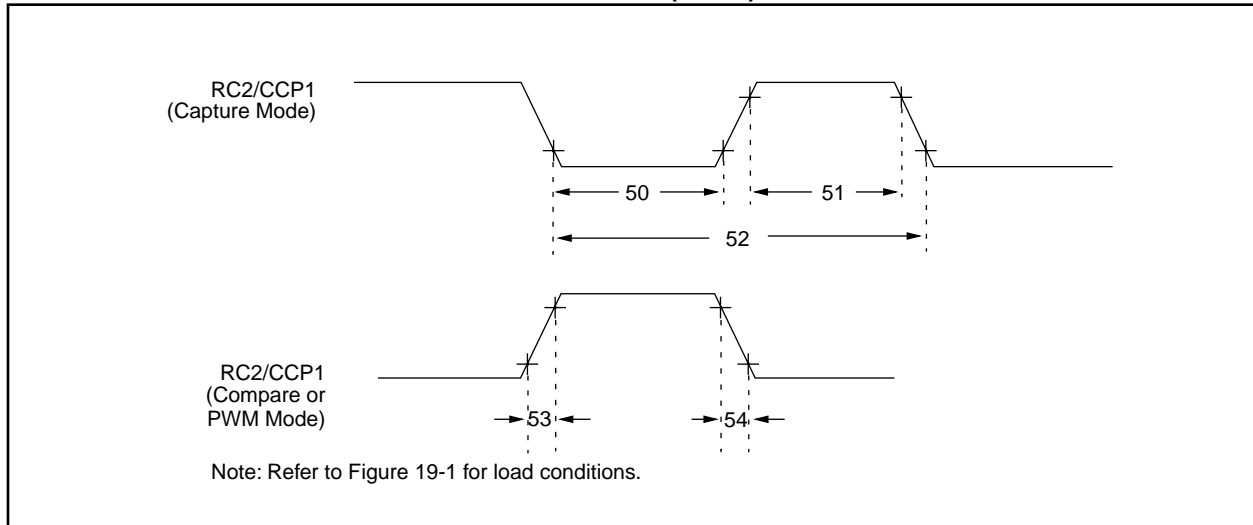 RC2/CCP1
(Capture Mode)
50
51
52
RC2/CCP1
(Compare or
PWM Mode)
53
54
Note: Refer to Figure 19-1 for load conditions.